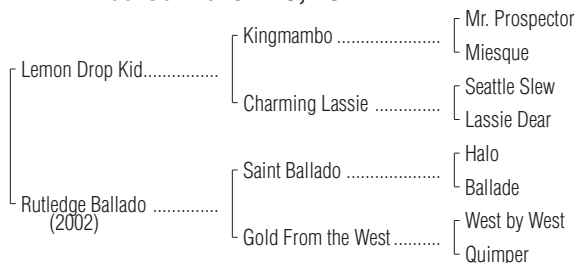 Mr. Prospector
Kingmambo ..................
Miesque
Lemon Drop Kid...............
Seattle Slew
Charming Lassie ..............
Lassie Dear
Halo
Saint Ballado ...................
Ballade
Rutledge Ballado .............
(2002)
West by West
Gold From the West..........
Quimper